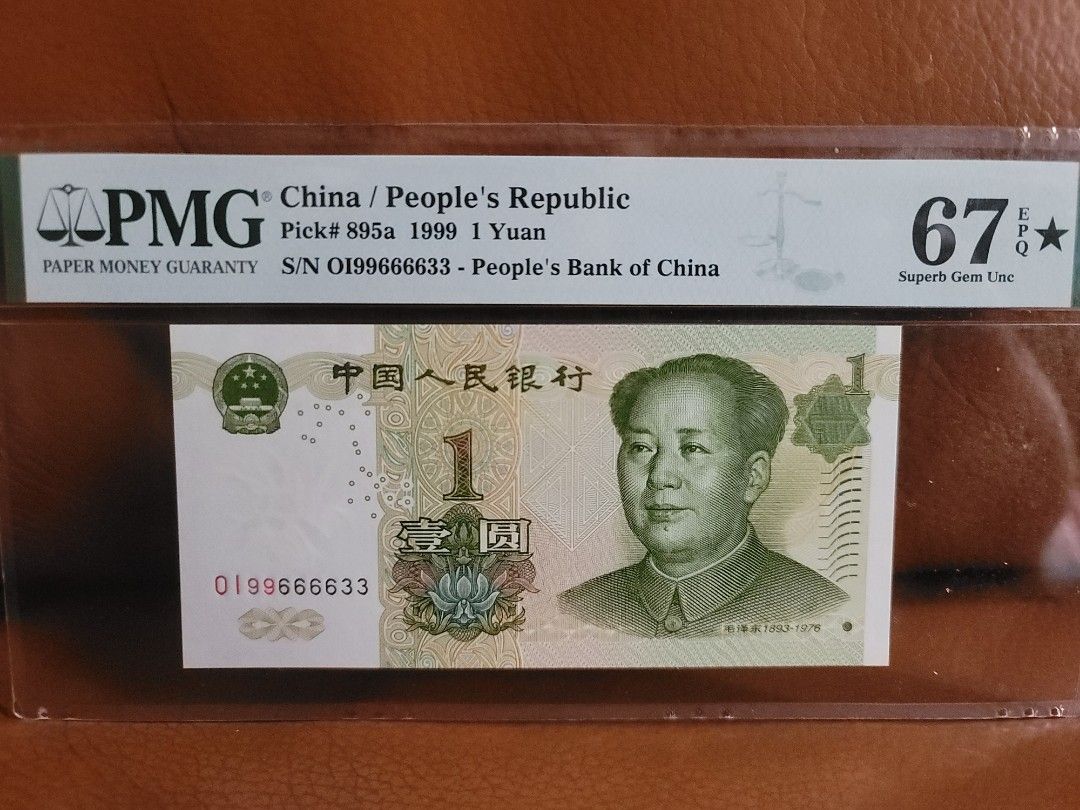 PMG®
PAPER MONEY GUARANTY
China / People's Republic
Pick# 895a 1999 1 Yuan
S/N OI99666633 - People's Bank of China
67 EPQ ★
Superb Gem Unc
中国人民银行
1
1
壹圆
OI99666633
毛泽东1893-1976